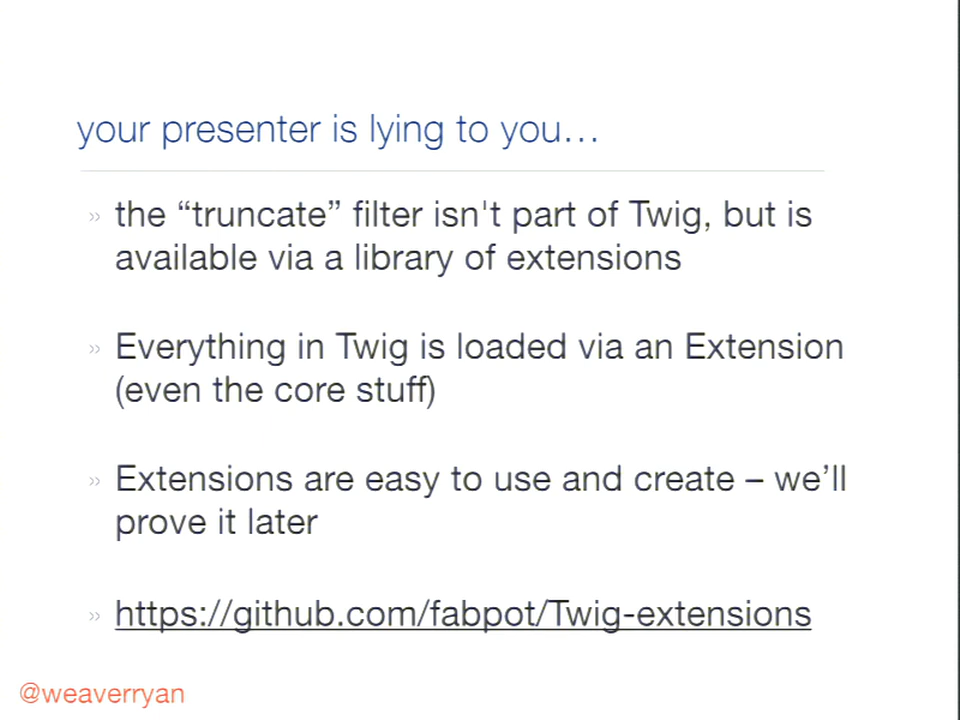 your presenter is lying to you…
» the “truncate” filter isn't part of Twig, but is
available via a library of extensions
» Everything in Twig is loaded via an Extension
(even the core stuff)
» Extensions are easy to use and create – we’ll
prove it later
» https://github.com/fabpot/Twig-extensions
@weaverryan